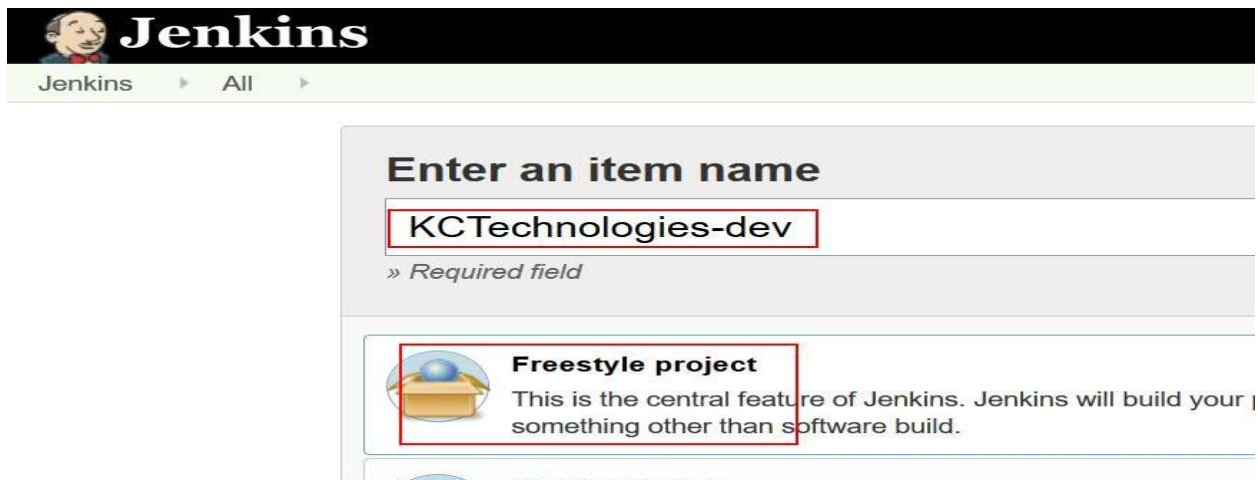 Jenkins
Jenkins All
Enter an item name
KCTechnologies-dev
» Required field
Freestyle project
This is the central feature of Jenkins. Jenkins will build your
something other than software build.